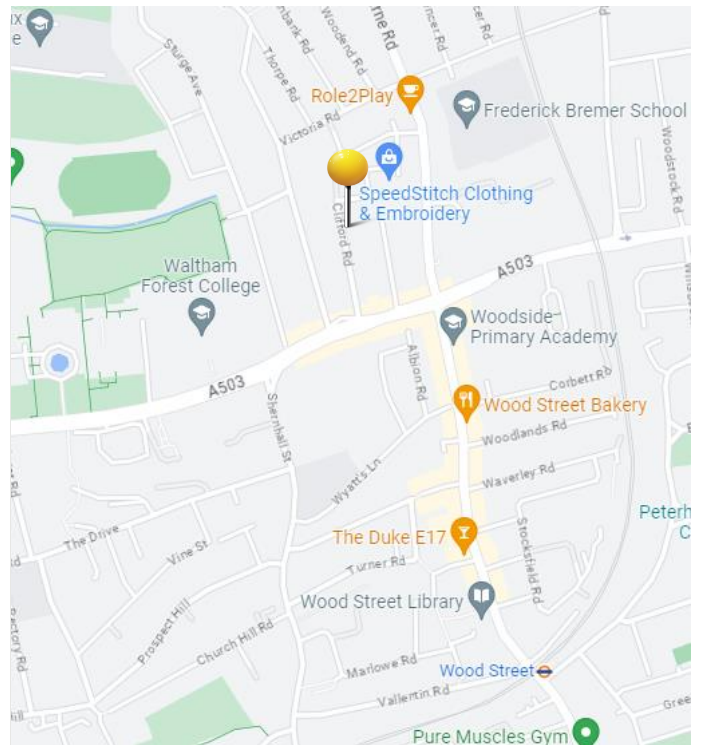 Sturge Ave
Thorpe Rd
Woodend Rd
Role2Play
Victoria Rd
Frederick Bremer School
Woodstock Rd
SpeedStitch Clothing
& Embroidery
Clifford Rd
Waltham
Forest College
A503
Woodside
Primary Academy
A503
Albion Rd
Corbett Rd
Wood Street Bakery
Shernhall St
Woodlands Rd
Wyatt's Ln
Waverley Rd
The Drive
The Duke E17
Stocksfield Rd
Vine St
Turner Rd
Wood Street Library
Prospect Hill
Church Hill Rd
Marlowe Rd
Wood Street
Vallentin Rd
Pure Muscles Gym